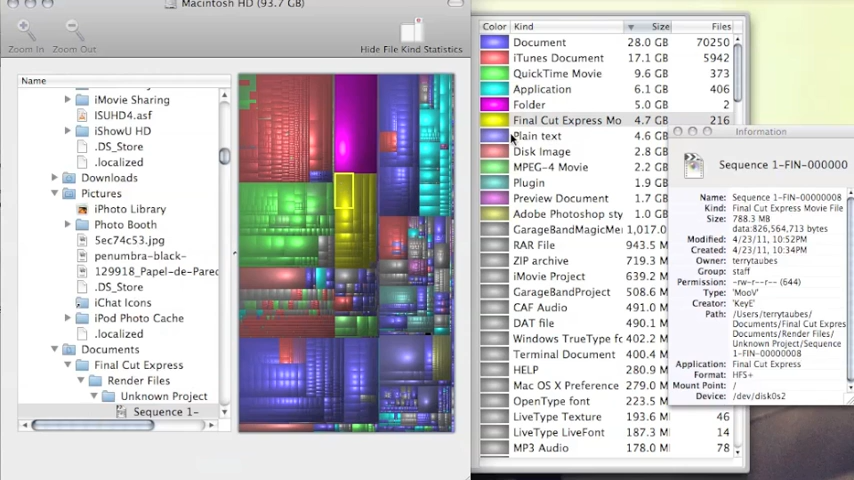 Macintosh HD (93.7 GB)
Zoom In Zoom Out
Hide File Kind Statistics
Name
iMovie Sharing
ISUHD4.asf
iShowU HD
.DS_Store
.localized
Downloads
Pictures
iPhoto Library
Photo Booth
5ec74c53.jpg
penumbra-black-
129918_Papel-de-Pared
.DS_Store
iChat Icons
iPod Photo Cache
.localized
Documents
Final Cut Express
Render Files
Unknown Project
Sequence 1-
Color Kind Size Files
Document 28.0 GB 70250
iTunes Document 17.1 GB 5942
QuickTime Movie 9.6 GB 373
Application 6.1 GB 406
Folder 5.0 GB 2
Final Cut Express Mo 4.7 GB 216
Plain text 4.6 G
Disk Image 2.8 G
MPEG-4 Movie 2.2 G
Plugin 1.9 G
Preview Document 1.7 G
Adobe Photoshop sty 1.0 G
GarageBandMagicMe 1,017.0
RAR File 943.5 M
ZIP archive 719.3 M
iMovie Project 639.2 M
GarageBandProject 508.6 M
CAF Audio 491.0 M
DAT file 490.1 M
Windows TrueType fo 402.2 M
Terminal Document 400.4 M
HELP 280.9 M
Mac OS X Preference 279.0 M
OpenType font 223.5 M
LiveType Texture 193.6 M 46
LiveType LiveFont 187.3 M 14
MP3 Audio 178.0 M 78
Information
Sequence 1-FIN-000000
Name: Sequence 1-FIN-00000008
Kind: Final Cut Express Movie File
Size: 788.3 MB
data:826,564,713 bytes
Modified: 4/23/11, 10:52PM
Created: 4/23/11, 10:34PM
Owner: terrytaubes
Group: staff
Permission: -rw-r--r-- (644)
Type: 'MooV'
Creator: 'KeyE'
Path: /Users/terrytaubes/
Documents/Final Cut Expres
Documents/Render Files/
Unknown Project/Sequence
1-FIN-00000008
Application: Final Cut Express
Format: HFS+
Mount Point: /
Device: /dev/disk0s2